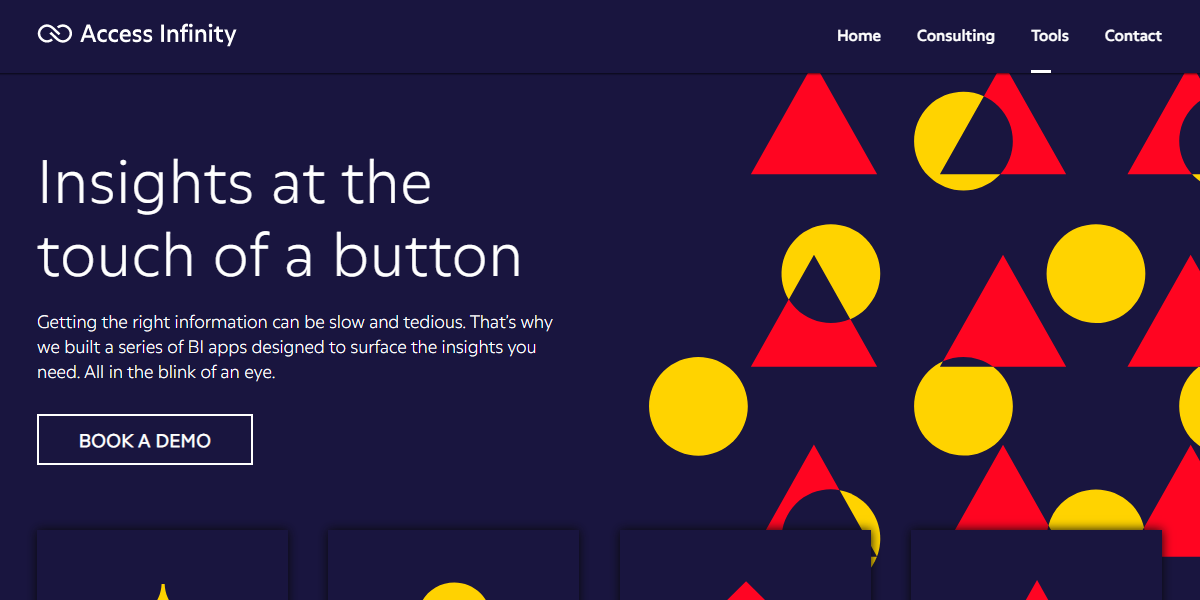 Access Infinity
Home Consulting Tools Contact
Insights at the
touch of a button
Getting the right information can be slow and tedious. That's why
we built a series of BI apps designed to surface the insights you
need. All in the blink of an eye.
BOOK A DEMO